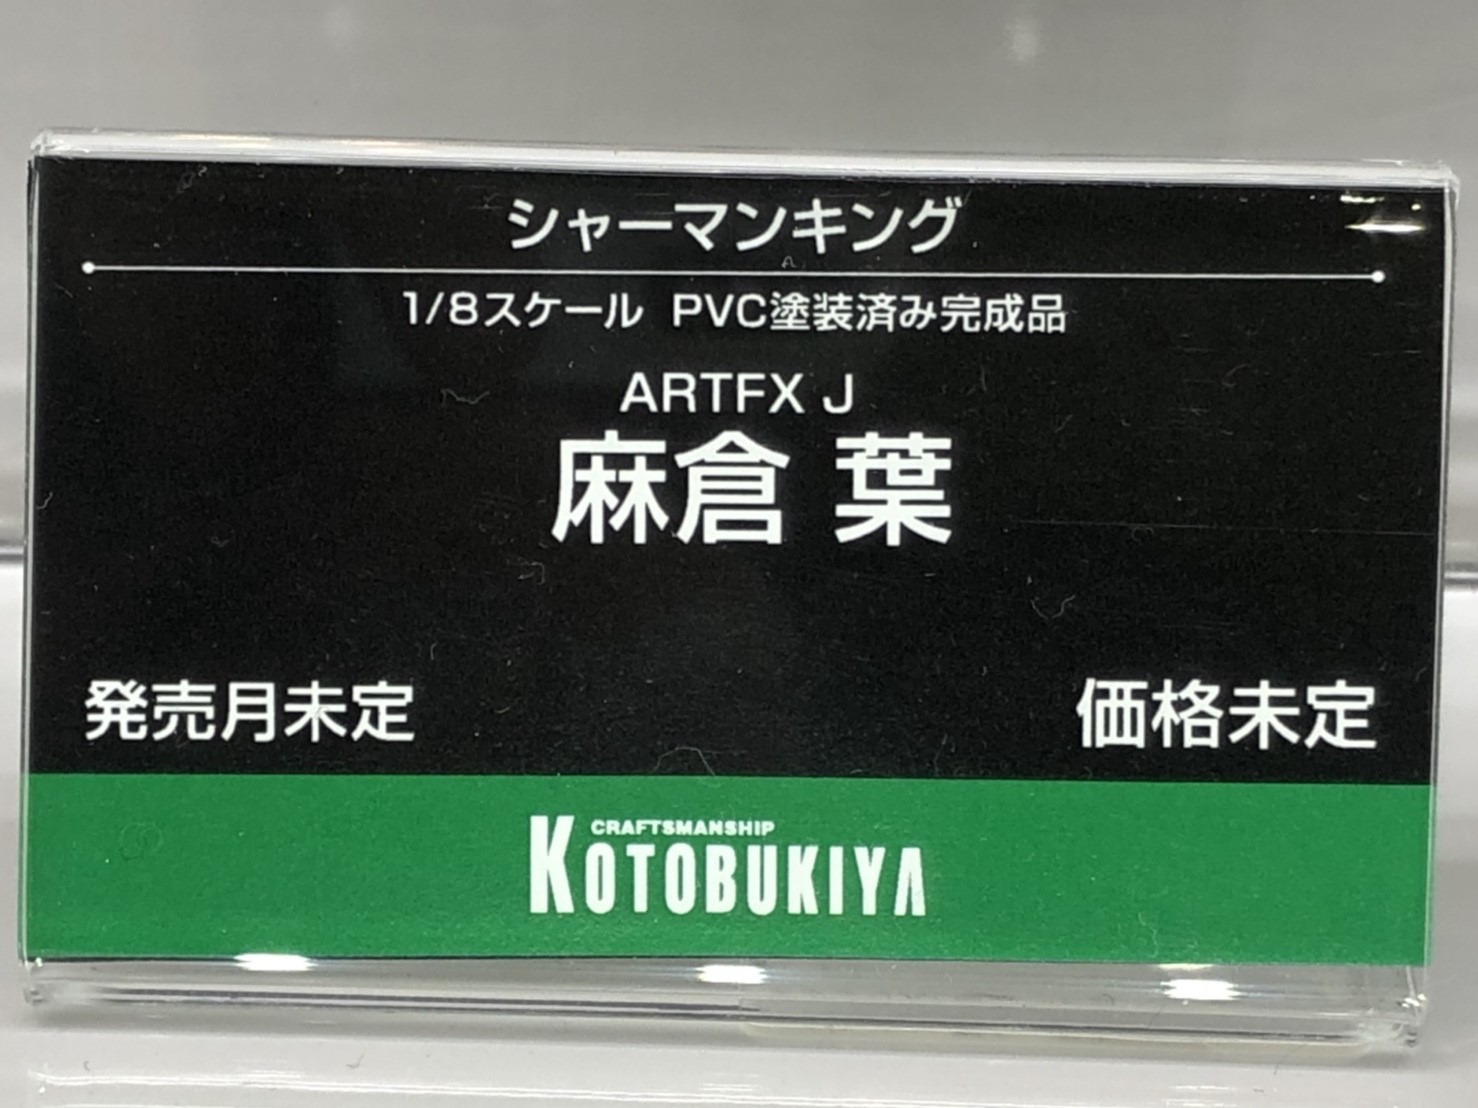 シャーマンキング
1/8スケール PVC塗装済み完成品
ARTFX J
麻倉 葉
発売月未定 価格未定
CRAFTSMANSHIP
KOTOBUKIYA